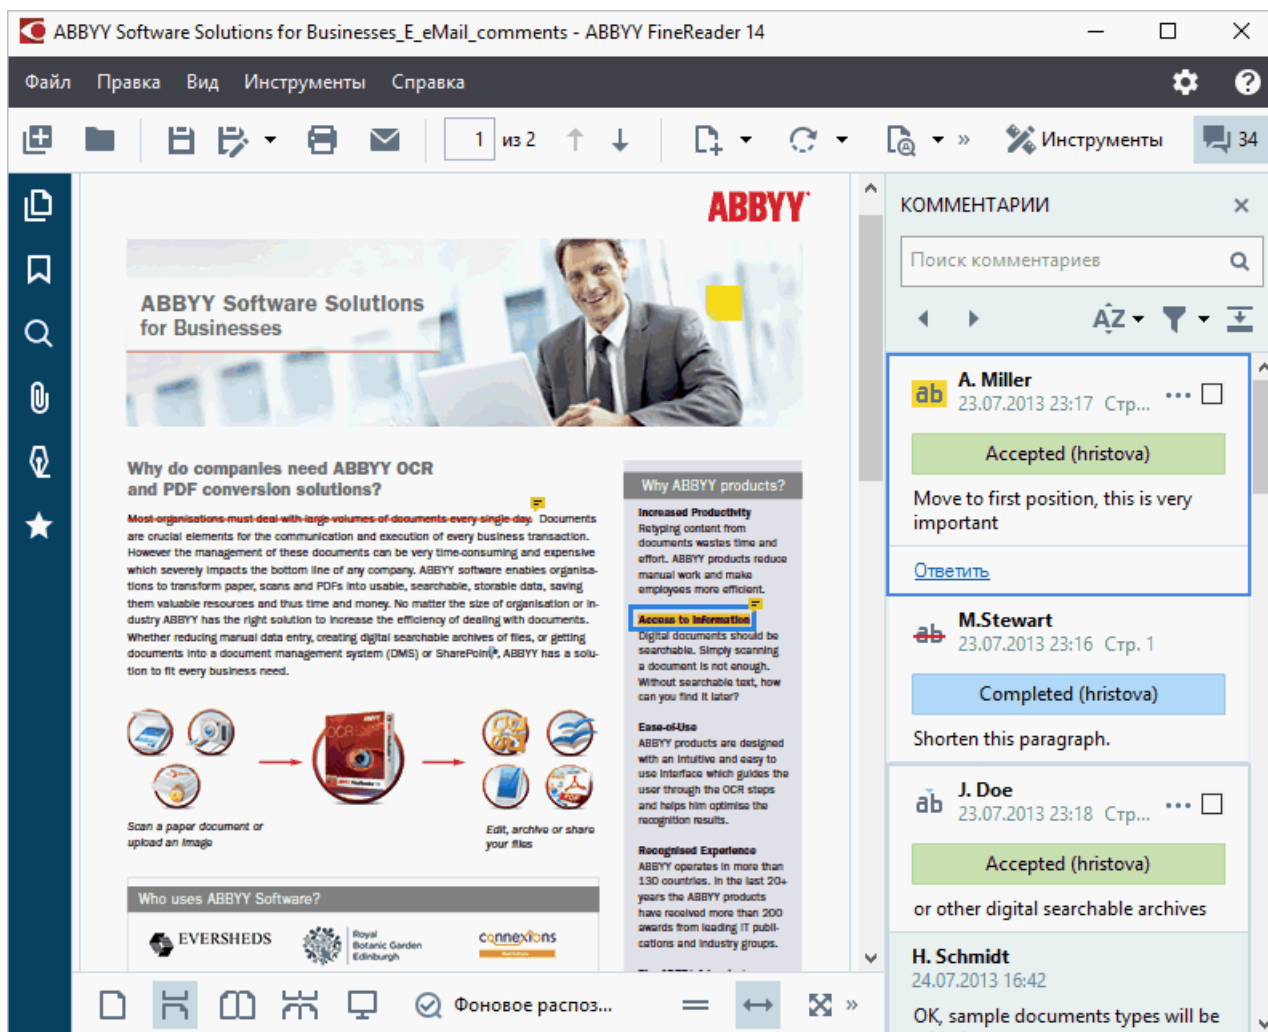 ABBYY Software Solutions for Businesses_E_eMail_comments - ABBYY FineReader 14
Файл Правка Вид Инструменты Справка
1 из 2 Инструменты 34
ABBYY
ABBYY Software Solutions
for Businesses
Why do companies need ABBYY OCR
and PDF conversion solutions?
Most organisations must deal with large volumes of documents every single day. Documents
are crucial elements for the communication and execution of every business transaction.
However the management of these documents can be very time-consuming and expensive
which severely impacts the bottom line of any company. ABBYY software enables organisa-
tions to transform paper, scans and PDFs into usable, searchable, storable data, saving
them valuable resources and thus time and money. No matter the size of organisation or in-
dustry ABBYY has the right solution to increase the efficiency of dealing with documents.
Whether reducing manual data entry, creating digital searchable archives of files, or getting
documents into a document management system (DMS) or SharePoint®, ABBYY has a solu-
tion to fit every business need.
Scan a paper document or
upload an image
Edit, archive or share
your files
Who uses ABBYY Software?
EVERSHEDS
Royal
Botanic Garden
Edinburgh
connexions
Why ABBYY products?
Increased Productivity
Retyping content from
documents wastes time and
effort. ABBYY products reduce
manual work and make
employees more efficient.
Access to Information
Digital documents should be
searchable. Simply scanning
a document is not enough.
Without searchable text, how
can you find it later?
Ease-of-Use
ABBYY products are designed
with an intuitive and easy to
use interface which guides the
user through the OCR steps
and helps him optimise the
recognition results.
Recognised Experience
ABBYY operates in more than
130 countries. In the last 20+
years the ABBYY products
have received more than 200
awards from leading IT publi-
cations and industry groups.
Фоновое распоз...
КОММЕНТАРИИ
Поиск комментариев
AZ
ab A. Miller
23.07.2013 23:17 Стр...
Accepted (hristova)
Move to first position, this is very
important
Ответить
ab M.Stewart
23.07.2013 23:16 Стр. 1
Completed (hristova)
Shorten this paragraph.
ab J. Doe
23.07.2013 23:18 Стр...
Accepted (hristova)
or other digital searchable archives
H. Schmidt
24.07.2013 16:42
OK, sample documents types will be